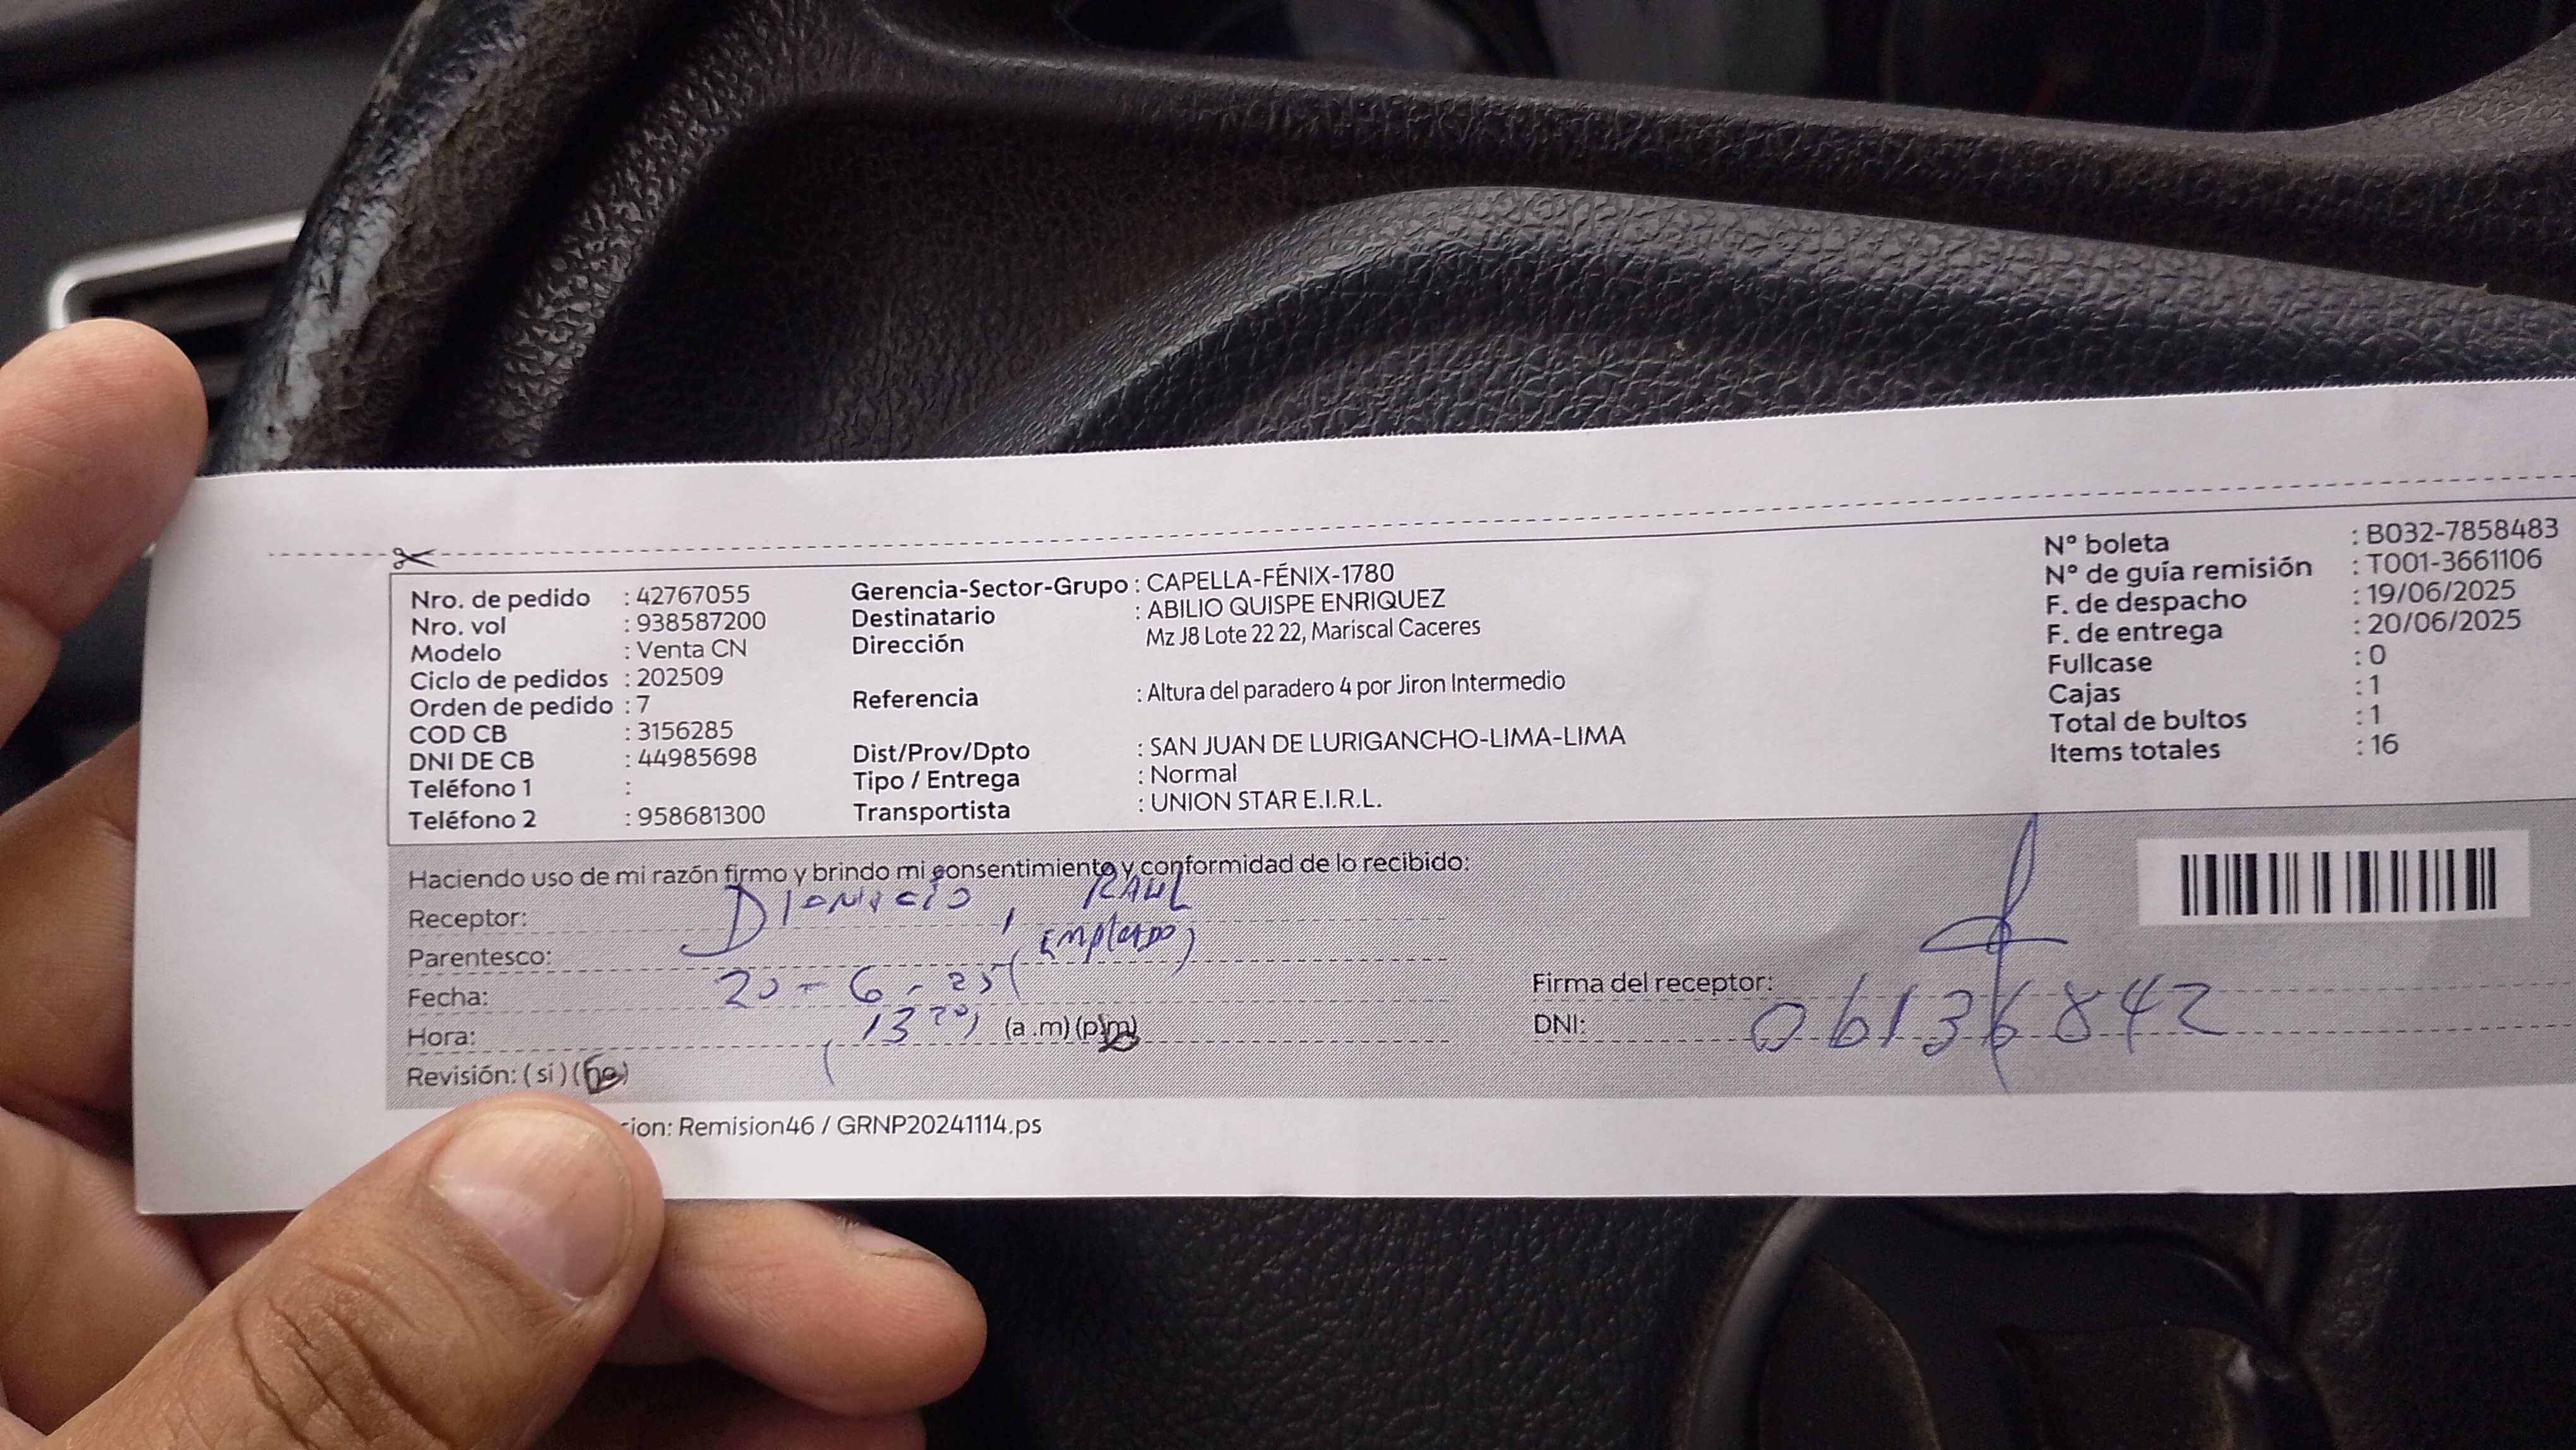 Nro. de pedido : 42767055
Nro. vol : 938587200
Modelo : Venta CN
Ciclo de pedidos : 202509
Orden de pedido : 7
COD CB : 3156285
DNI DE CB : 44985698
Teléfono 1 :
Teléfono 2 : 958681300
Gerencia-Sector-Grupo : CAPELLA-FÉNIX-1780
Destinatario : ABILIO QUISPE ENRIQUEZ
Dirección Mz J8 Lote 22 22, Mariscal Caceres
Referencia : Altura del paradero 4 por Jiron Intermedio
Dist/Prov/Dpto : SAN JUAN DE LURIGANCHO-LIMA-LIMA
Tipo / Entrega : Normal
Transportista : UNION STAR E.I.R.L.
N° boleta : B032-7858483
N° de guía remisión : T001-3661106
F. de despacho : 19/06/2025
F. de entrega : 20/06/2025
Fullcase : 0
Cajas : 1
Total de bultos : 1
Items totales : 16
Haciendo uso de mi razón firmo y brindo mi consentimiento y conformidad de lo recibido:
Receptor: Dionicio, RAUL
Parentesco: (Empleado)
Fecha: 20-6-25
Hora: 13 20, (a .m) (p.m)
Revisión: (si) (no)
Firma del receptor:
DNI: 06136842
ion: Remision46 / GRNP20241114.ps